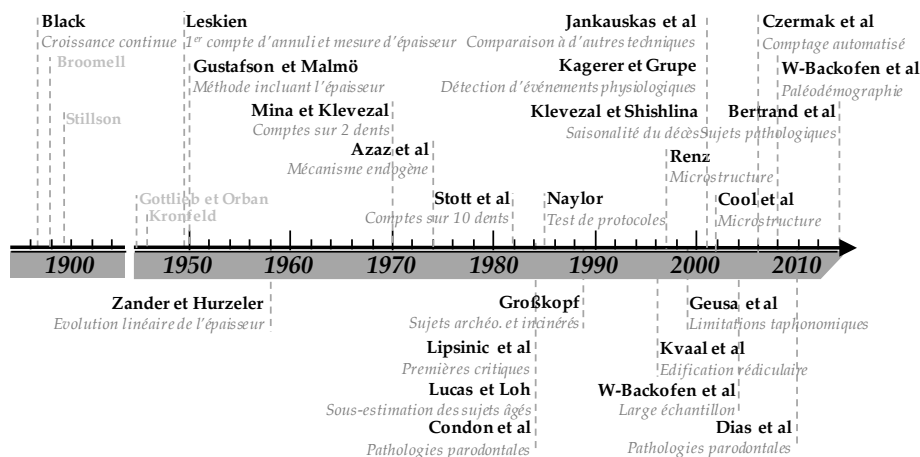 Black
Croissance continue
Broomell
Stillson
Gottlieb et Orban
Kronfeld
Leskien
1er compte d'annuli et mesure d'épaisseur
Gustafson et Malmö
Méthode incluant l'épaisseur
Mina et Klevezal
Comptes sur 2 dents
Azaz et al
Mécanisme endogène
Stott et al
Comptes sur 10 dents
Naylor
Test de protocoles
Jankauskas et al
Comparaison à d'autres techniques
Kagerer et Grupe
Détection d'événements physiologiques
Klevezal et Shishlina
Saisonalité du décès
Renz
Microstructure
Cool et al
Microstructure
Czermak et al
Comptage automatisé
W-Backofen et al
Paléodémographie
Bertrand et al
Sujets pathologiques
1900 1950 1960 1970 1980 1990 2000 2010
Zander et Hurzeler
Evolution linéaire de l'épaisseur
Großkopf
Sujets archéo. et incinérés
Lipsinic et al
Premières critiques
Lucas et Loh
Sous-estimation des sujets âgés
Condon et al
Pathologies parodontales
Geusa et al
Limitations taphonomiques
Kvaal et al
Edification rédiculaire
W-Backofen et al
Large échantillon
Dias et al
Pathologies parodontales